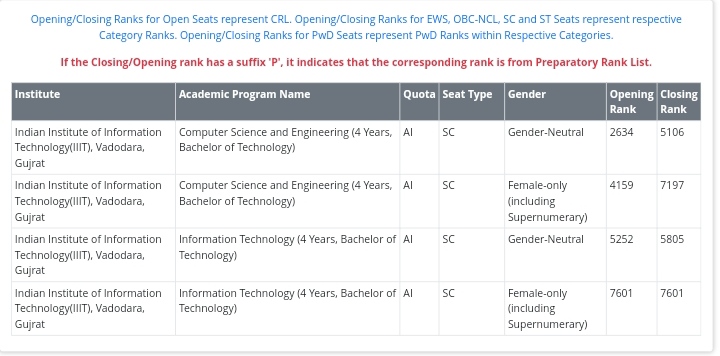 Opening/Closing Ranks for Open Seats represent CRL. Opening/Closing Ranks for EWS, OBC-NCL, SC and ST Seats represent respective
Category Ranks. Opening/Closing Ranks for PwD Seats represent PwD Ranks within Respective Categories.
If the Closing/Opening rank has a suffix 'P', it indicates that the corresponding rank is from Preparatory Rank List.
Institute Academic Program Name Quota Seat Type Gender Opening Closing
Rank Rank
Indian Institute of Information Computer Science and Engineering (4 Years, AI SC Gender-Neutral 2634 5106
Technology(IIIT), Vadodara, Bachelor of Technology)
Gujrat
Indian Institute of Information Computer Science and Engineering (4 Years, AI SC Female-only 4159 7197
Technology(IIIT), Vadodara, Bachelor of Technology) (including
Gujrat Supernumerary)
Indian Institute of Information Information Technology (4 Years, Bachelor of AI SC Gender-Neutral 5252 5805
Technology(IIIT), Vadodara, Technology)
Gujrat
Indian Institute of Information Information Technology (4 Years, Bachelor of AI SC Female-only 7601 7601
Technology(IIIT), Vadodara, Technology) (including
Gujrat Supernumerary)